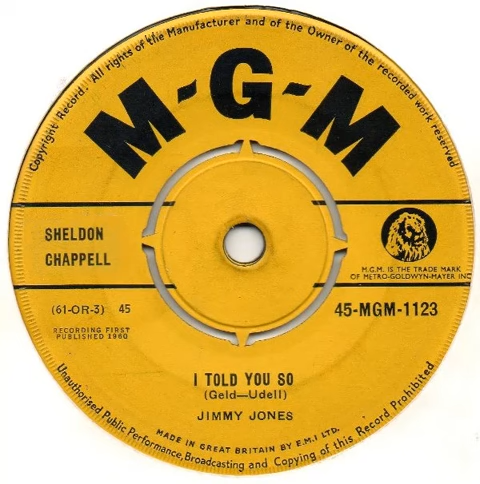 Copyright Record. All rights of the Manufacturer and of the Owner of the recorded work reserved
M-G-M
SHELDON
CHAPPELL
M.G.M. IS THE TRADE MARK
OF METRO-GOLDWYN-MAYER INC
(61-OR-3) 45
45-MGM-1123
RECORDING FIRST
PUBLISHED 1960
I TOLD YOU SO
(Geld—Udell)
JIMMY JONES
MADE IN GREAT BRITAIN BY E.M.I LTD.
Unauthorised Public Performance, Broadcasting and Copying of this Record Prohibited